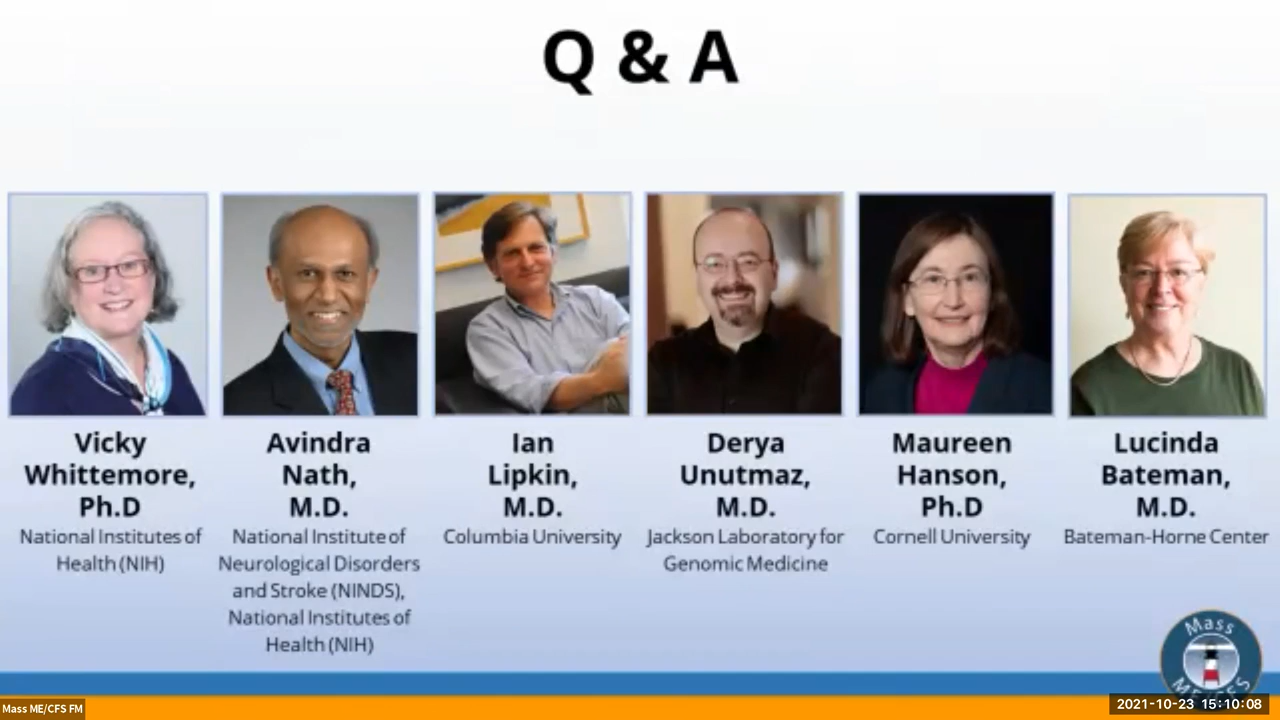 Q & A
Vicky
Whittemore,
Ph.D
National Institutes of
Health (NIH)
Avindra
Nath,
M.D.
National Institute of
Neurological Disorders
and Stroke (NINDS),
National Institutes of
Health (NIH)
Ian
Lipkin,
M.D.
Columbia University
Derya
Unutmaz,
M.D.
Jackson Laboratory for
Genomic Medicine
Maureen
Hanson,
Ph.D
Cornell University
Lucinda
Bateman,
M.D.
Bateman-Horne Center
Mass
ME/CFS
Mass ME/CFS FM
2021-10-23 15:10:08